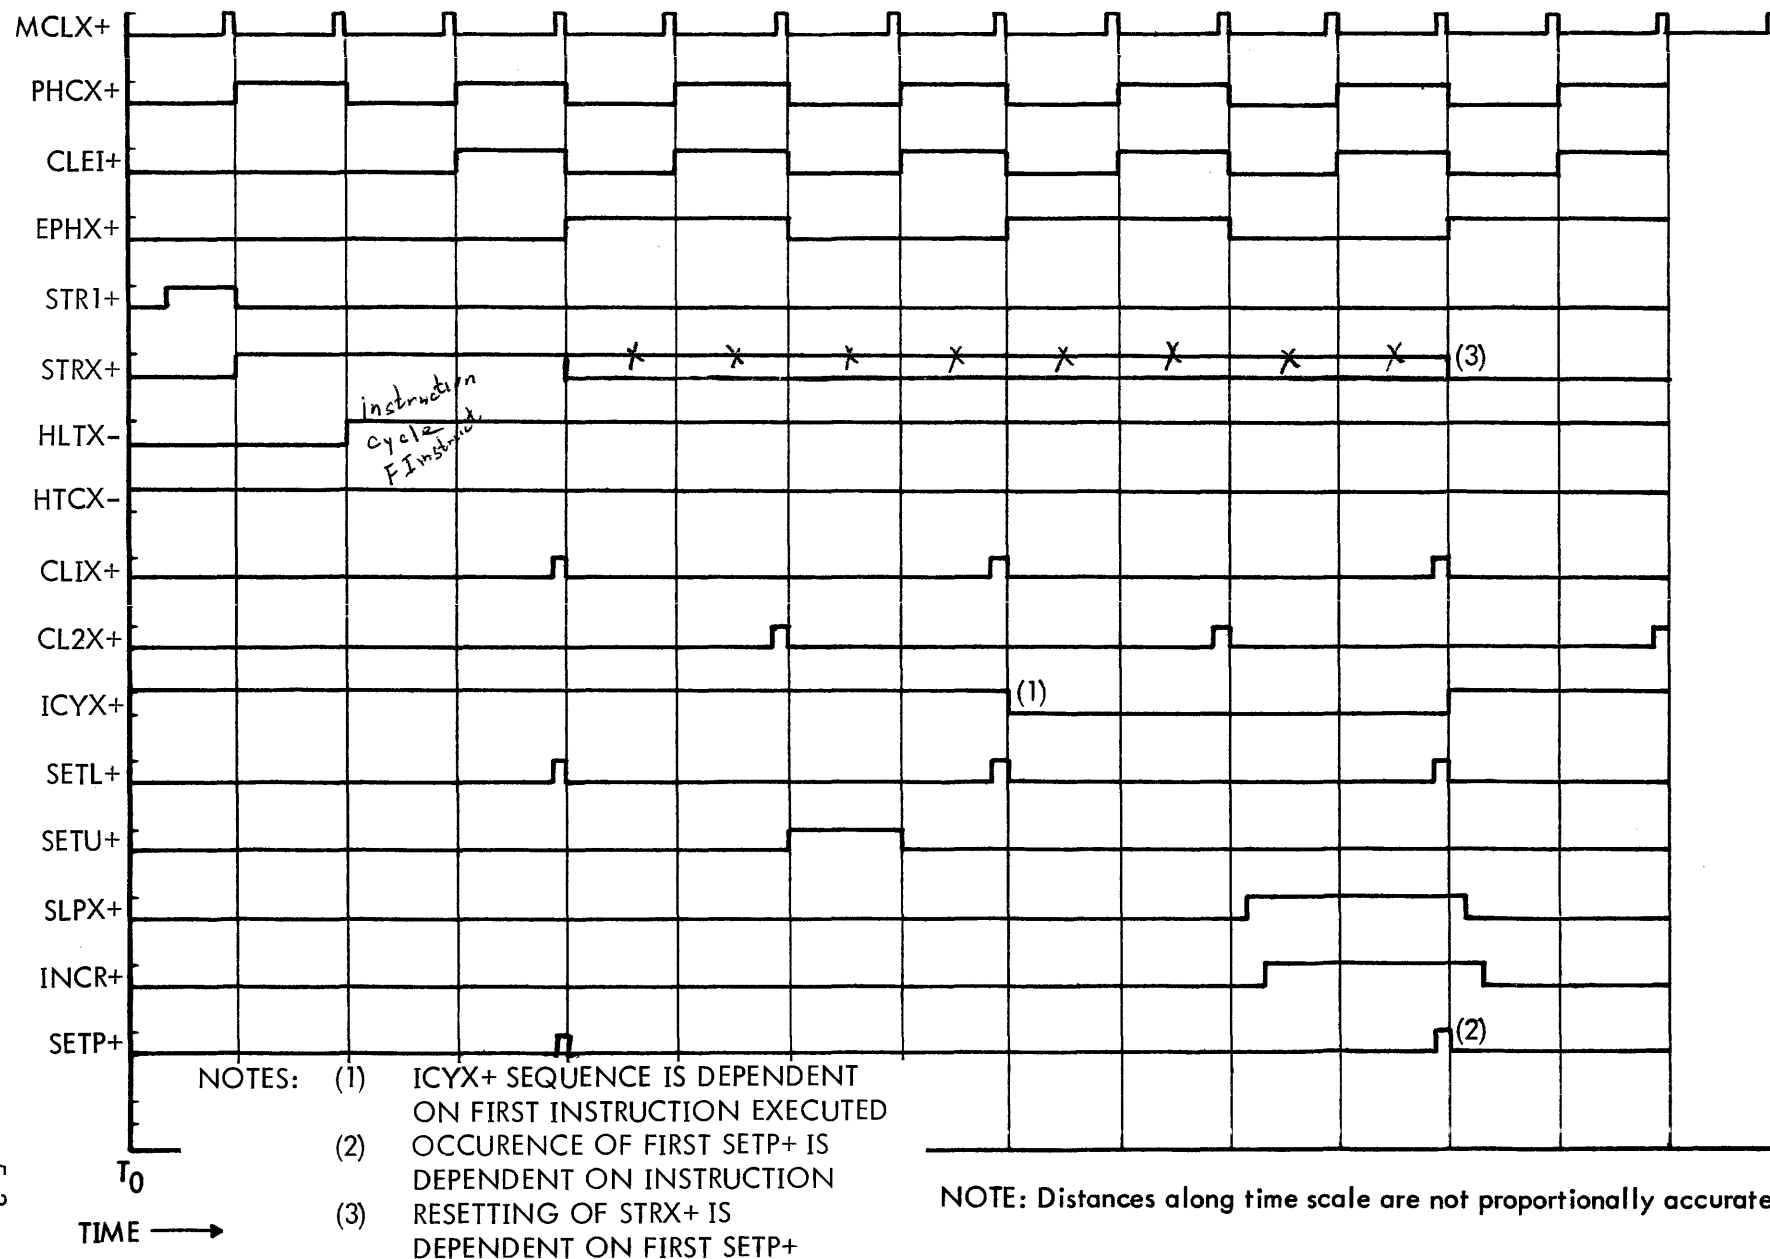 MCLX+
PHCX+
CLEI+
EPHX+
STR1+
STRX+
(3)
instruction
HLTX-
cycle
HTCX-
CLIX+
CL2X+
ICYX+
(1)
SETL+
SETU+
SLPX+
INCR+
SETP+
(2)
NOTES: (1) ICYX+ SEQUENCE IS DEPENDENT
ON FIRST INSTRUCTION EXECUTED
(2) OCCURENCE OF FIRST SETP+ IS
DEPENDENT ON INSTRUCTION
(3) RESETTING OF STRX+ IS
DEPENDENT ON FIRST SETP+
T0
TIME
NOTE: Distances along time scale are not proportionally accurate